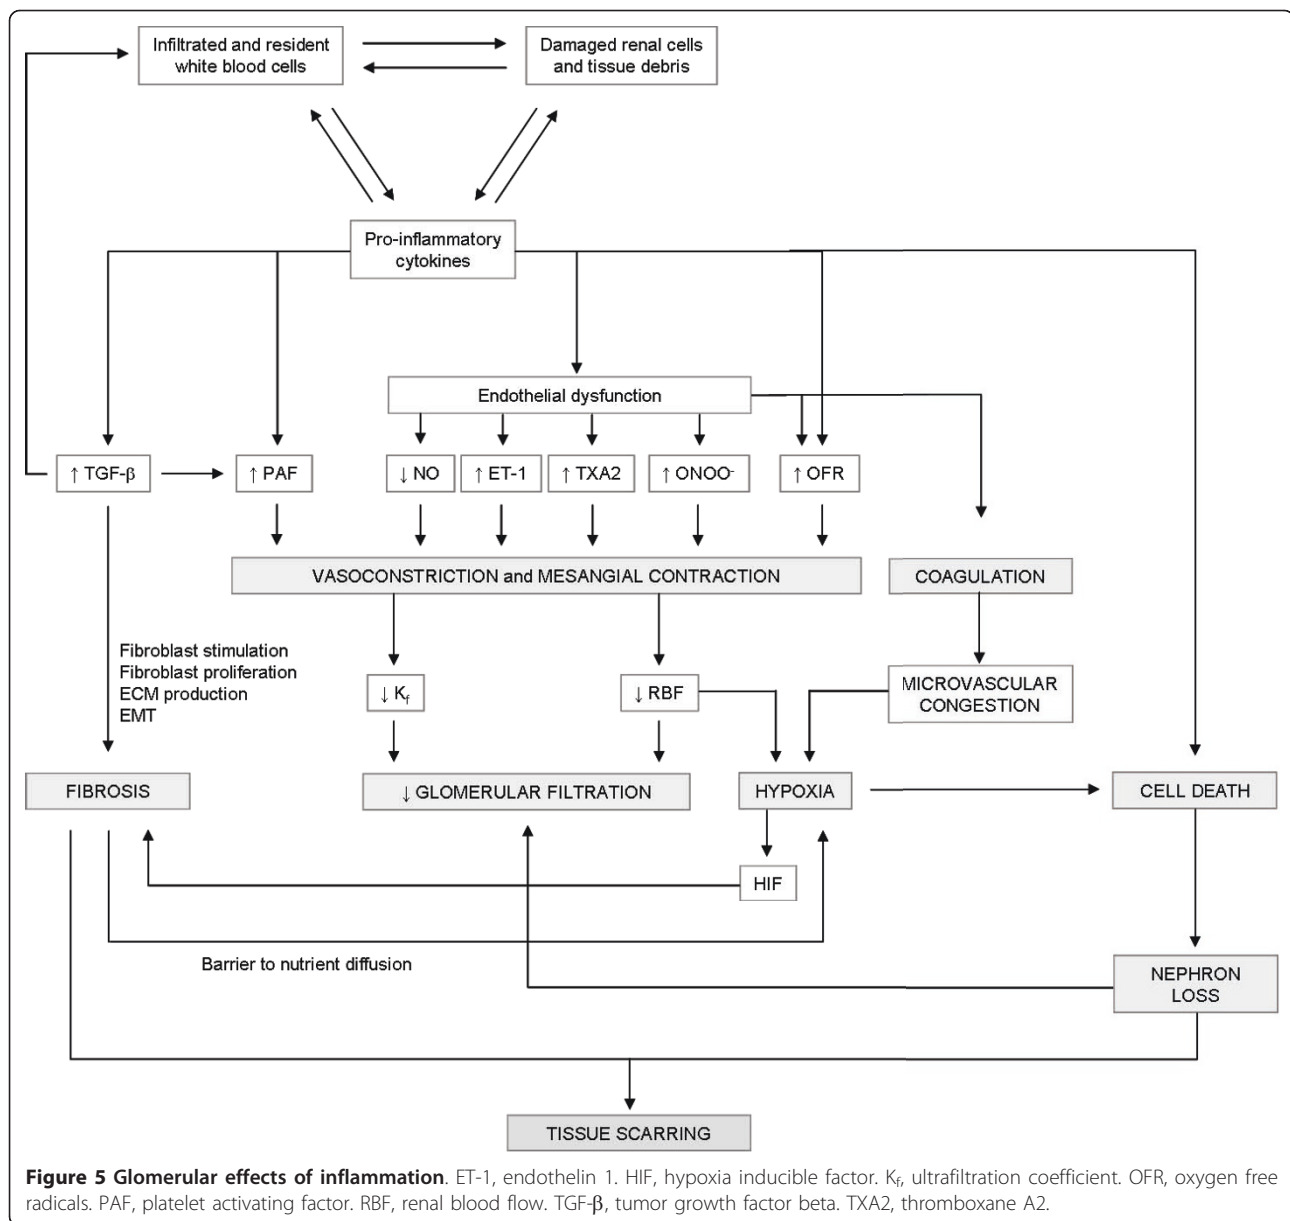 Infiltrated and resident
white blood cells
Damaged renal cells
and tissue debris
Pro-inflammatory
cytokines
Endothelial dysfunction
↑ TGF-β
↑ PAF
↓ NO
↑ ET-1
↑ TXA2
↑ ONOO⁻
↑ OFR
VASOCONSTRICTION and MESANGIAL CONTRACTION
COAGULATION
Fibroblast stimulation
Fibroblast proliferation
ECM production
EMT
↓ Kf
↓ RBF
MICROVASCULAR
CONGESTION
FIBROSIS
↓ GLOMERULAR FILTRATION
HYPOXIA
CELL DEATH
HIF
Barrier to nutrient diffusion
NEPHRON
LOSS
TISSUE SCARRING
Figure 5 Glomerular effects of inflammation. ET-1, endothelin 1. HIF, hypoxia inducible factor. Kf, ultrafiltration coefficient. OFR, oxygen free
radicals. PAF, platelet activating factor. RBF, renal blood flow. TGF-β, tumor growth factor beta. TXA2, thromboxane A2.